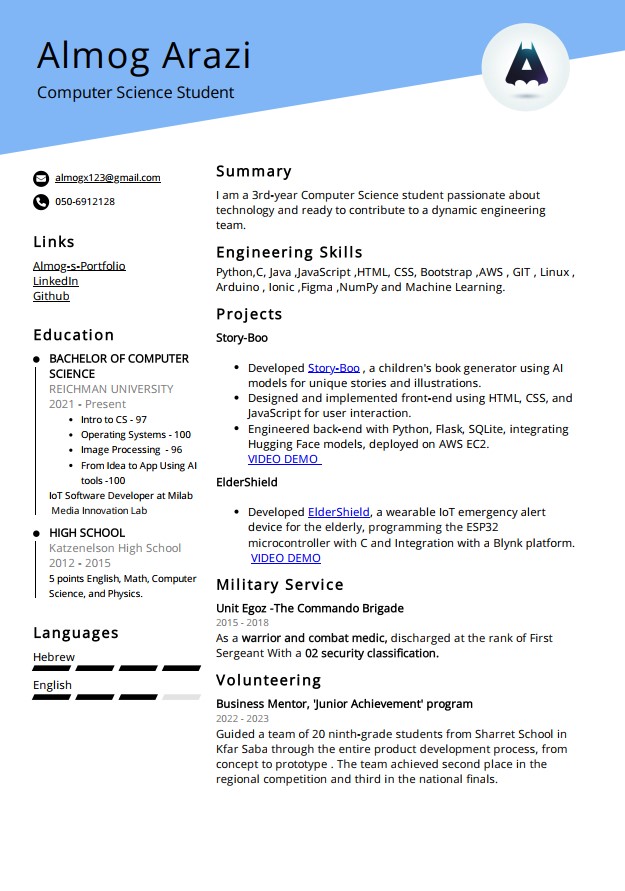 Almog Arazi
Computer Science Student
almogx123@gmail.com
050-6912128
Links
Almog-s-Portfolio
LinkedIn
Github
Education
BACHELOR OF COMPUTER
SCIENCE
REICHMAN UNIVERSITY
2021 - Present
• Intro to CS - 97
• Operating Systems - 100
• Image Processing - 96
• From Idea to App Using AI
tools -100
IoT Software Developer at Milab
Media Innovation Lab
HIGH SCHOOL
Katzenelson High School
2012 - 2015
5 points English, Math, Computer
Science, and Physics.
Languages
Hebrew
English
Summary
I am a 3rd-year Computer Science student passionate about
technology and ready to contribute to a dynamic engineering
team.
Engineering Skills
Python,C, Java ,JavaScript ,HTML, CSS, Bootstrap ,AWS , GIT , Linux ,
Arduino , Ionic ,Figma ,NumPy and Machine Learning.
Projects
Story-Boo
• Developed Story-Boo , a children's book generator using AI
models for unique stories and illustrations.
• Designed and implemented front-end using HTML, CSS, and
JavaScript for user interaction.
• Engineered back-end with Python, Flask, SQLite, integrating
Hugging Face models, deployed on AWS EC2.
VIDEO DEMO
ElderShield
• Developed ElderShield, a wearable IoT emergency alert
device for the elderly, programming the ESP32
microcontroller with C and Integration with a Blynk platform.
VIDEO DEMO
Military Service
Unit Egoz -The Commando Brigade
2015 - 2018
As a warrior and combat medic, discharged at the rank of First
Sergeant With a 02 security classification.
Volunteering
Business Mentor, 'Junior Achievement' program
2022 - 2023
Guided a team of 20 ninth-grade students from Sharret School in
Kfar Saba through the entire product development process, from
concept to prototype . The team achieved second place in the
regional competition and third in the national finals.